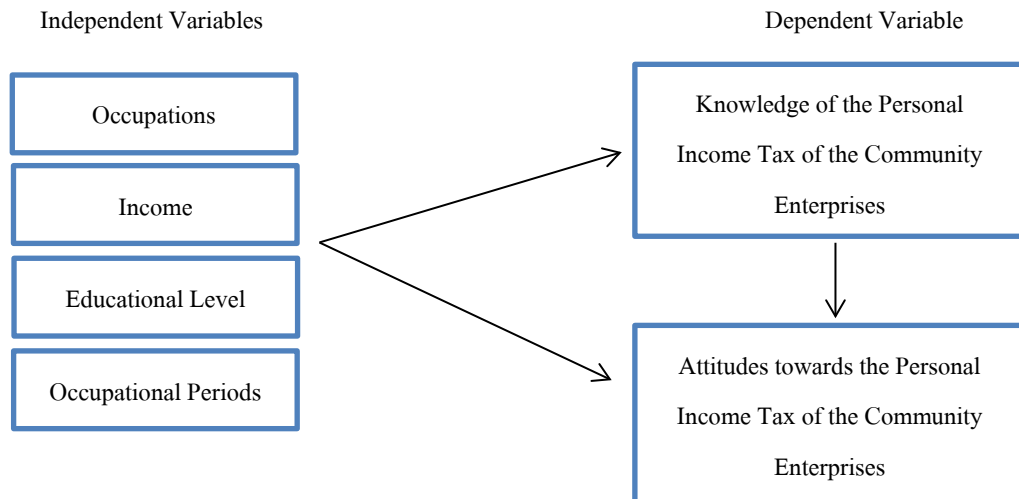 Independent Variables
Dependent Variable
Occupations
Income
Educational Level
Occupational Periods
Knowledge of the Personal
Income Tax of the Community
Enterprises
Attitudes towards the Personal
Income Tax of the Community
Enterprises